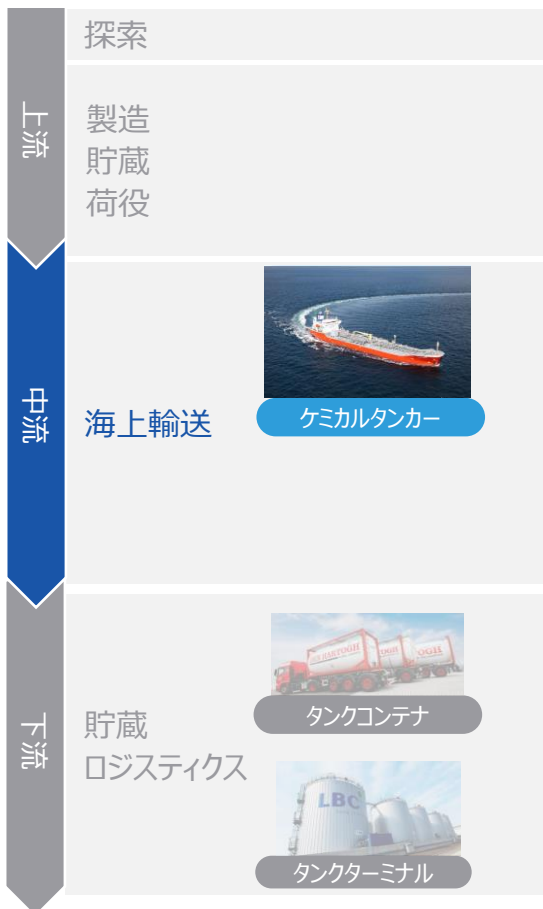 上流
探索
製造
貯蔵
荷役
中流
海上輸送
ケミカルタンカー
下流
貯蔵
ロジスティクス
タンクコンテナ
LBC
タンクターミナル